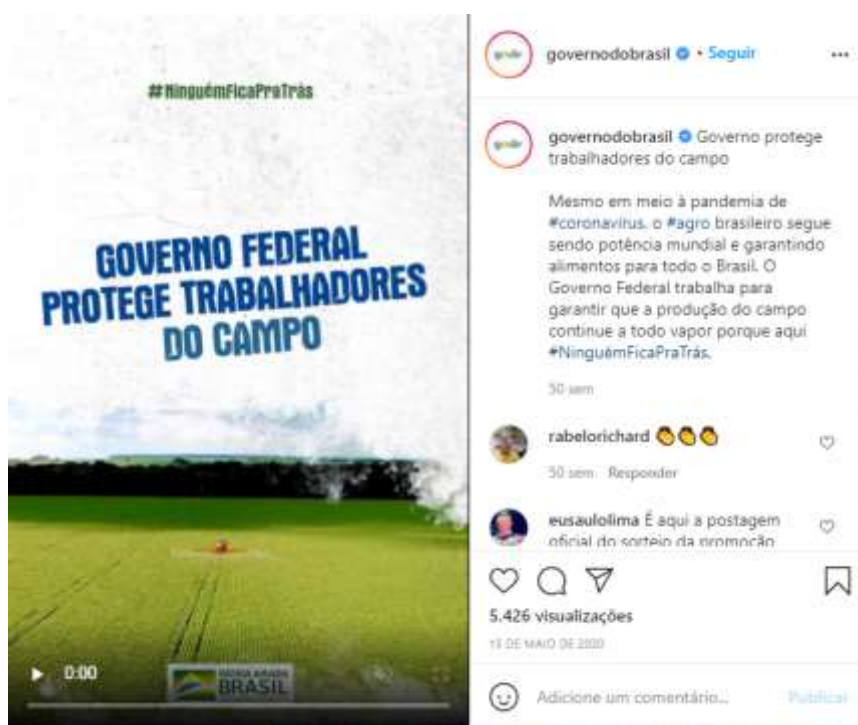 #NinguémFicaPraTrás
GOVERNO FEDERAL
PROTEGE TRABALHADORES
DO CAMPO
0:00
PÁTRIA AMADA
BRASIL
governodobrasil • Seguir
governodobrasil Governo protege
trabalhadores do campo
Mesmo em meio à pandemia de
#coronavírus, o #agro brasileiro segue
sendo potência mundial e garantindo
alimentos para todo o Brasil. O
Governo Federal trabalha para
garantir que a produção do campo
continue a todo vapor porque aqui
#NinguémFicaPraTrás.
50 sem
rabelorichard 👏👏👏
50 sem Responder
eusaulolima É aqui a postagem
oficial do sorteio da promoção
5.426 visualizações
DE MAIO DE 2020
Adicione um comentário...
Publicar